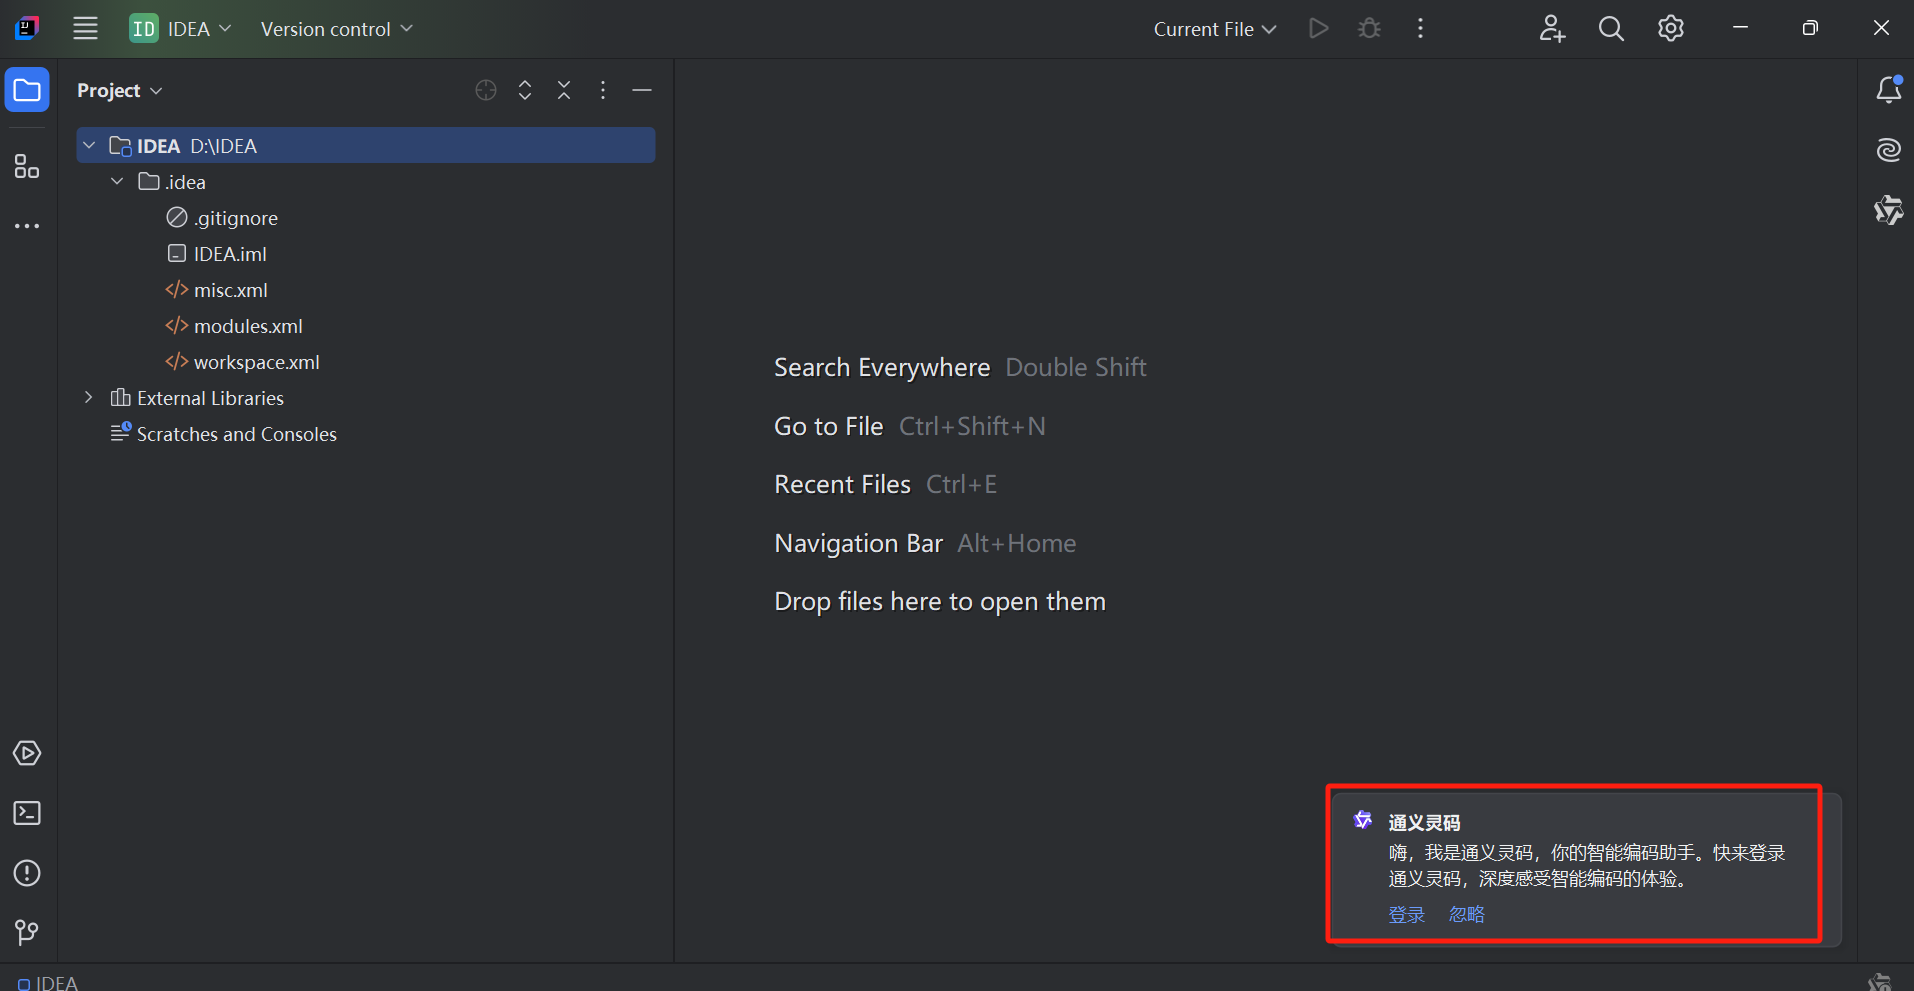 ID IDEA Version control Current File
Project
IDEA D:\IDEA
.idea
.gitignore
IDEA.iml
</> misc.xml
</> modules.xml
</> workspace.xml
External Libraries
Scratches and Consoles
Search Everywhere Double Shift
Go to File Ctrl+Shift+N
Recent Files Ctrl+E
Navigation Bar Alt+Home
Drop files here to open them
通义灵码
嗨，我是通义灵码，你的智能编码助手。快来登录
通义灵码，深度感受智能编码的体验。
登录 忽略
IDEA